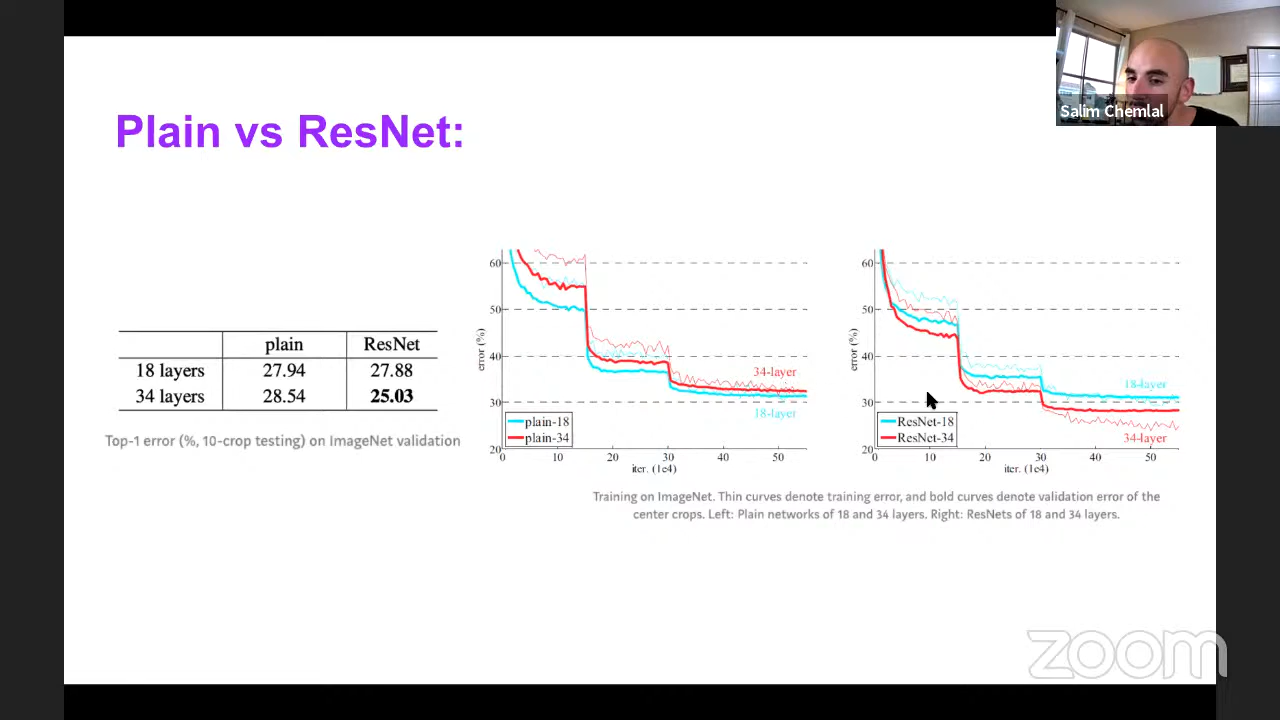 Salim Chemlal
Plain vs ResNet:
plain ResNet
18 layers 27.94 27.88
34 layers 28.54 25.03
Top-1 error (%, 10-crop testing) on ImageNet validation
60
50
40
30
20
error (%)
34-layer
18-layer
plain-18
plain-34
0 10 20 30 40 50
iter. (1e4)
60
50
40
30
20
error (%)
18-layer
34-layer
ResNet-18
ResNet-34
0 10 20 30 40 50
iter. (1e4)
Training on ImageNet. Thin curves denote training error, and bold curves denote validation error of the
center crops. Left: Plain networks of 18 and 34 layers. Right: ResNets of 18 and 34 layers.
zoom